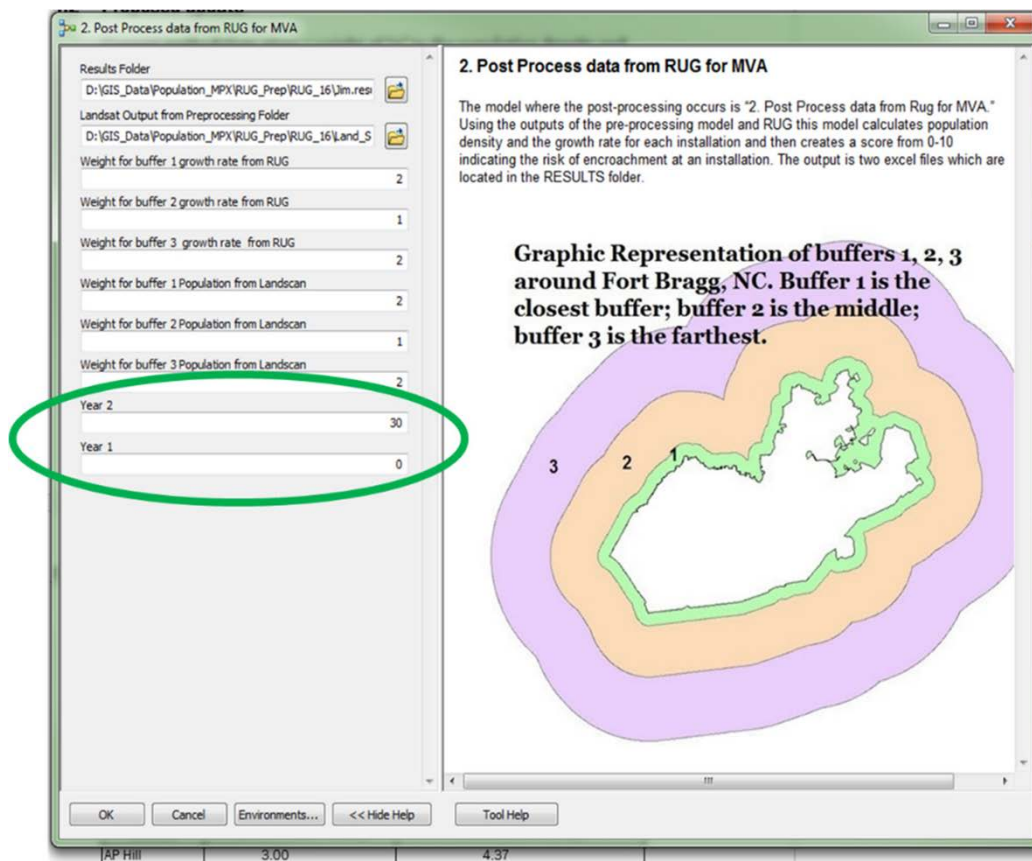 2. Post Process data from RUG for MVA
Results Folder
D:\GIS_Data\Population_MPX\RUG_Prep\RUG_16\Jim.resu
Landsat Output from Preprocessing Folder
D:\GIS_Data\Population_MPX\RUG_Prep\RUG_16\Land_S
Weight for buffer 1 growth rate from RUG
2
Weight for buffer 2 growth rate from RUG
1
Weight for buffer 3 growth rate from RUG
2
Weight for buffer 1 Population from Landscan
2
Weight for buffer 2 Population from Landscan
1
Weight for buffer 3 Population from Landscan
2
Year 2
30
Year 1
0
2. Post Process data from RUG for MVA
The model where the post-processing occurs is "2. Post Process data from Rug for MVA."
Using the outputs of the pre-processing model and RUG this model calculates population
density and the growth rate for each installation and then creates a score from 0-10
indicating the risk of encroachment at an installation. The output is two excel files which are
located in the RESULTS folder.
Graphic Representation of buffers 1, 2, 3
around Fort Bragg, NC. Buffer 1 is the
closest buffer; buffer 2 is the middle;
buffer 3 is the farthest.
3 2 1
OK Cancel Environments... << Hide Help Tool Help
AP Hill 3.00 4.37